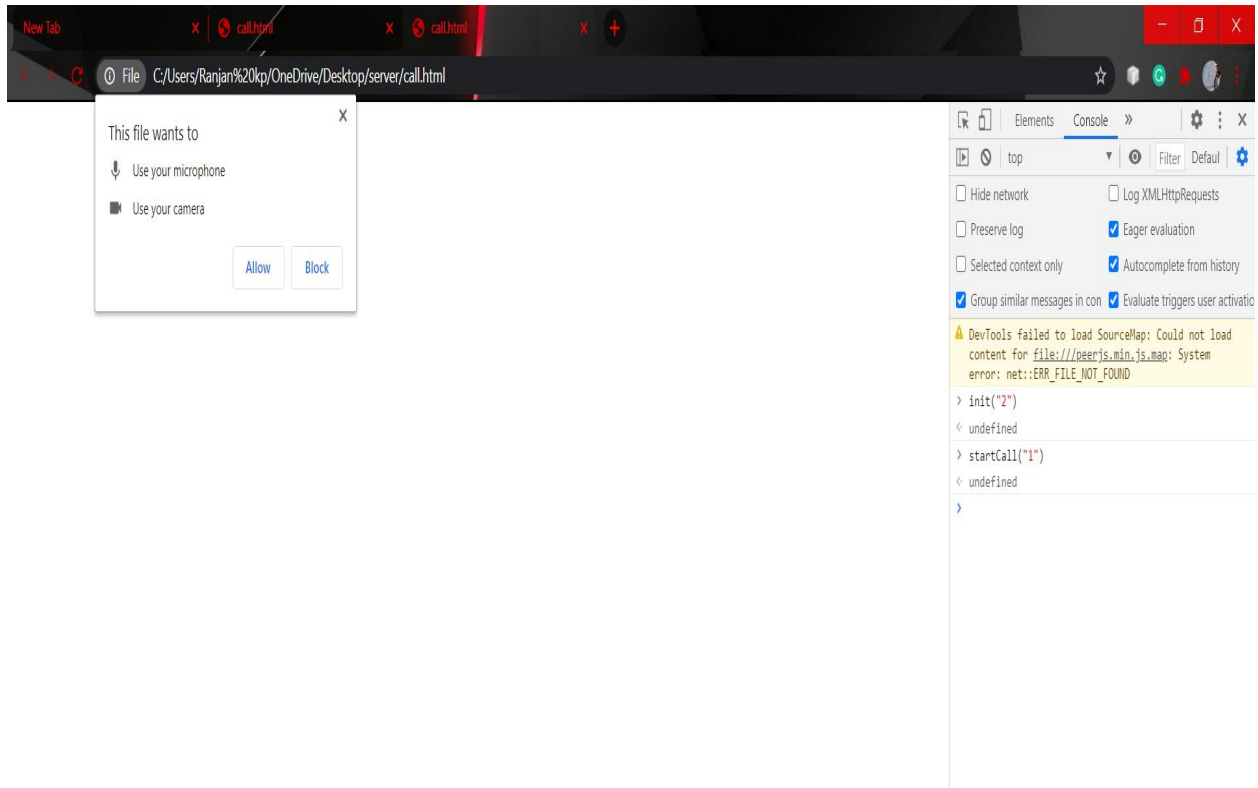 New Tab
call.html
call.html
File C:/Users/Ranjan%20kp/OneDrive/Desktop/server/call.html
This file wants to
Use your microphone
Use your camera
Allow Block
Elements Console »
top Filter Defaul
Hide network Log XMLHttpRequests
Preserve log Eager evaluation
Selected context only Autocomplete from history
Group similar messages in con Evaluate triggers user activatio
DevTools failed to load SourceMap: Could not load
content for file:///peerjs.min.js.map: System
error: net::ERR_FILE_NOT_FOUND
> init("2")
undefined
> startCall("1")
undefined
>